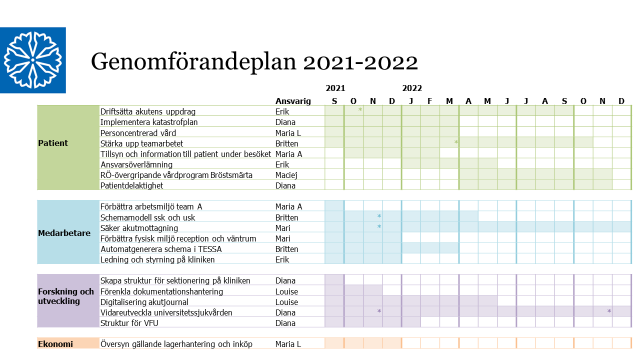 Genomförandeplan 2021-2022
2021 2022
Ansvarig S O N D J F M A M J J A S O N D
Patient
Driftsätta akutens uppdrag Erik *
Implementera katastrofplan Diana
Personcentrerad vård Maria L
Stärka upp teamarbetet Britten *
Tillsyn och information till patient under besöket Maria A
Ansvarsöverlämning Erik
RÖ-övergripande vårdprogram Bröstsmärta Maciej
Patientdelaktighet Diana
Medarbetare
Förbättra arbetsmiljö team A Maria A
Schemamodell ssk och usk Britten *
Säker akutmottagning Mari *
Förbättra fysisk miljö reception och väntrum Mari
Automatgenerera schema i TESSA Britten
Ledning och styrning på kliniken Erik
Forskning och
utveckling
Skapa struktur för sektionering på kliniken Diana
Förenkla dokumentationshantering Louise
Digitalisering akutjournal Louise
Vidareutveckla universitetssjukvården Diana * *
Struktur för VFU Diana
Ekonomi Översyn gällande lagerhantering och inköp Maria L